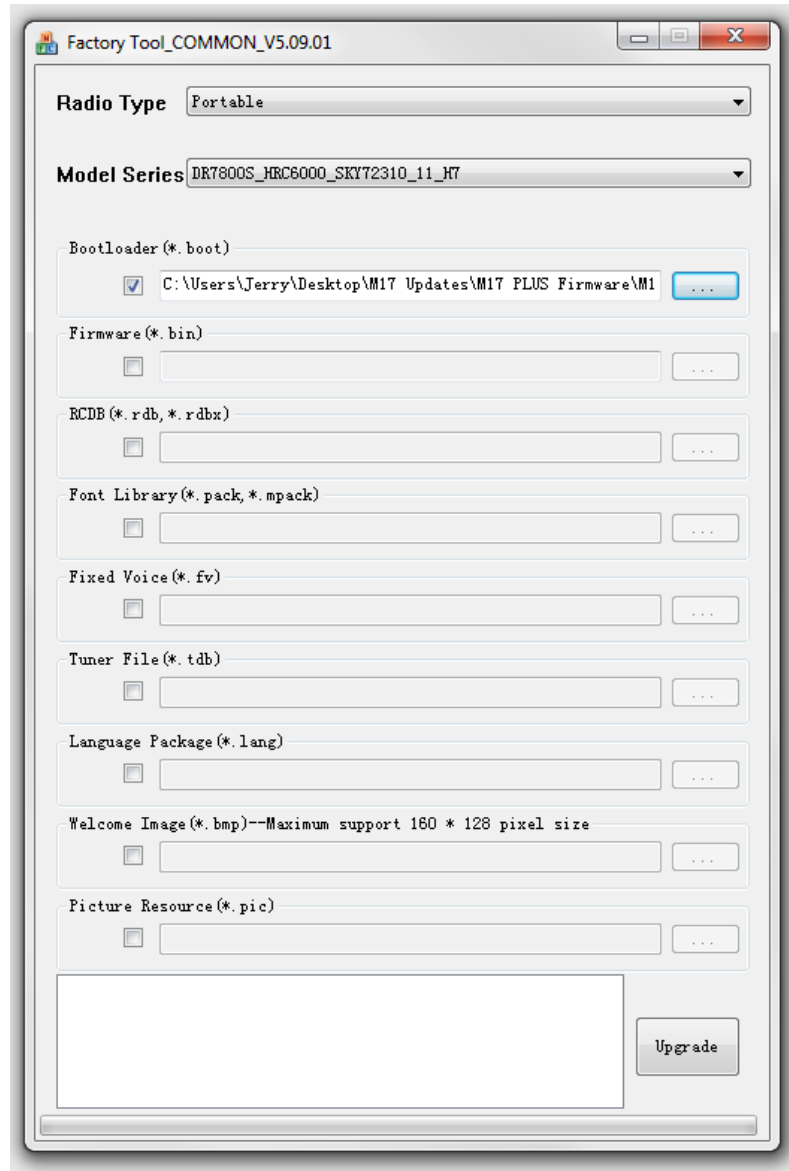 Factory Tool_COMMON_V5.09.01
Radio Type Portable
Model Series DR7800S_HRC6000_SKY72310_11_H7
Bootloader(*.boot)
C:\Users\Jerry\Desktop\M17 Updates\M17 PLUS Firmware\M1 ...
Firmware(*.bin)
...
RCDB(*.rdb,*.rdbx)
...
Font Library(*.pack,*.mpack)
...
Fixed Voice(*.fv)
...
Tuner File(*.tdb)
...
Language Package(*.lang)
...
Welcome Image(*.bmp)--Maximum support 160 * 128 pixel size
...
Picture Resource(*.pic)
...
Upgrade